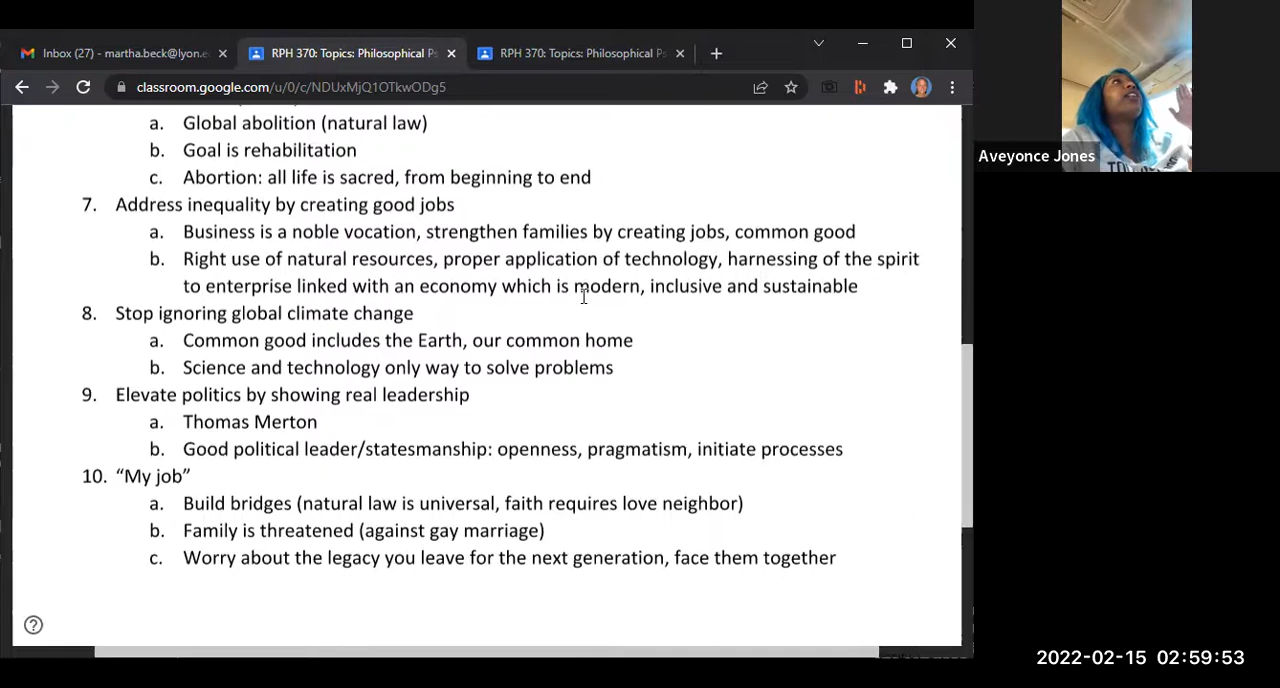 Inbox (27) - martha.beck@lyon.e
RPH 370: Topics: Philosophical Ps
RPH 370: Topics: Philosophical Ps
classroom.google.com/u/0/c/NDUxMjQ1OTkwODg5
Aveyonce Jones
a. Global abolition (natural law)
b. Goal is rehabilitation
c. Abortion: all life is sacred, from beginning to end
7. Address inequality by creating good jobs
a. Business is a noble vocation, strengthen families by creating jobs, common good
b. Right use of natural resources, proper application of technology, harnessing of the spirit
to enterprise linked with an economy which is modern, inclusive and sustainable
8. Stop ignoring global climate change
a. Common good includes the Earth, our common home
b. Science and technology only way to solve problems
9. Elevate politics by showing real leadership
a. Thomas Merton
b. Good political leader/statesmanship: openness, pragmatism, initiate processes
10. “My job”
a. Build bridges (natural law is universal, faith requires love neighbor)
b. Family is threatened (against gay marriage)
c. Worry about the legacy you leave for the next generation, face them together
2022-02-15 02:59:53